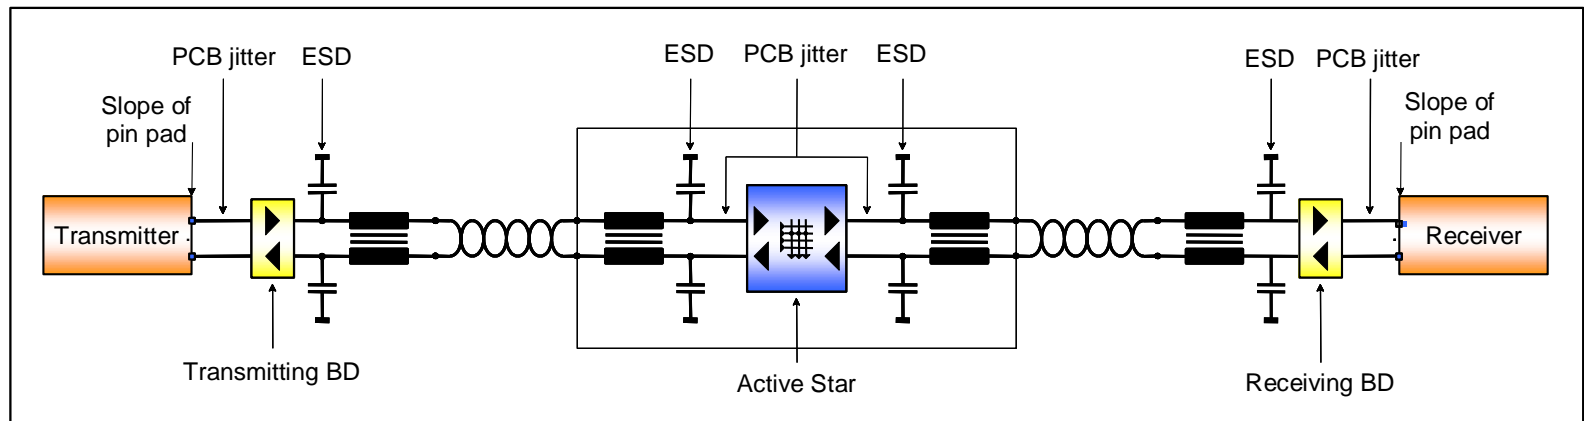 PCB jitter
ESD
ESD
PCB jitter
ESD
ESD
PCB jitter
Slope of
pin pad
Slope of
pin pad
Transmitter
Receiver
Transmitting BD
Active Star
Receiving BD